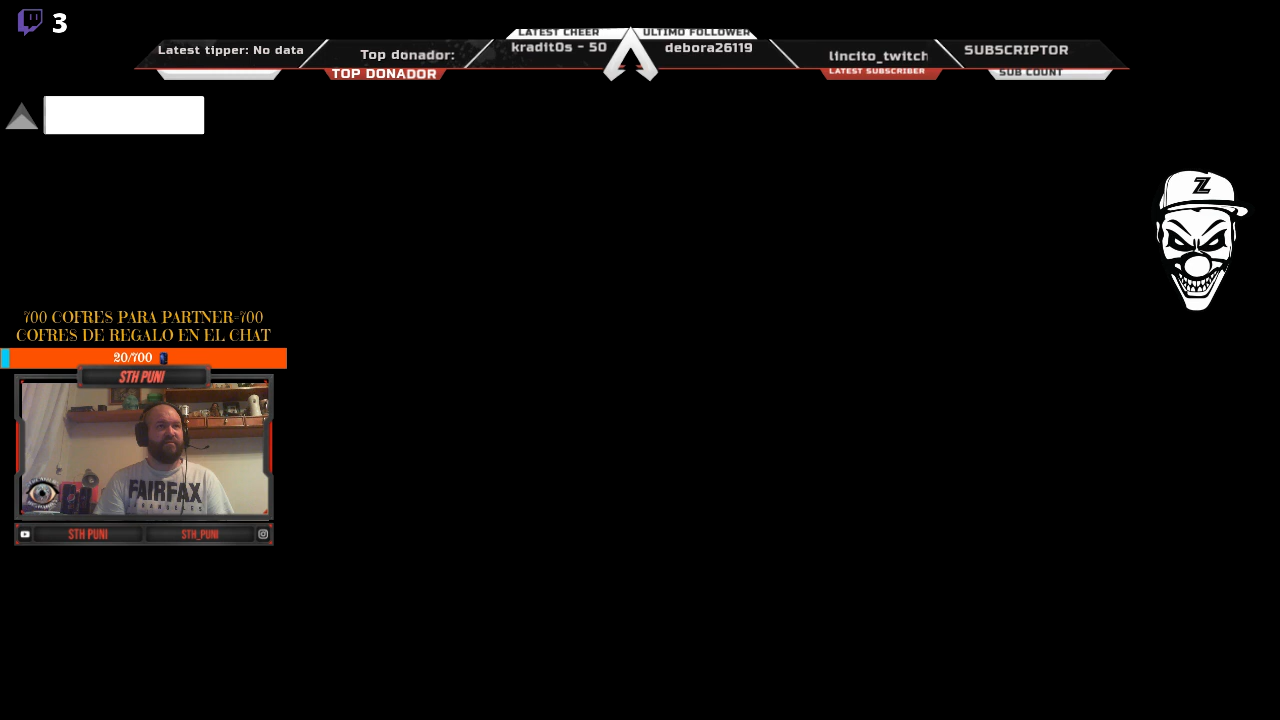 3
LATEST CHEER
ULTIMO FOLLOWER
Latest tipper: No data
Top donador:
kradit0s - 50
debora26119
lincito_twitch
SUBSCRIPTOR
TOP DONADOR
LATEST SUBSCRIBER
SUB COUNT
Z
700 COFRES PARA PARTNER-700
COFRES DE REGALO EN EL CHAT
20/700
STH PUNI
FAIRFAX
LOS ANGELES
STH PUNI
STH_PUNI